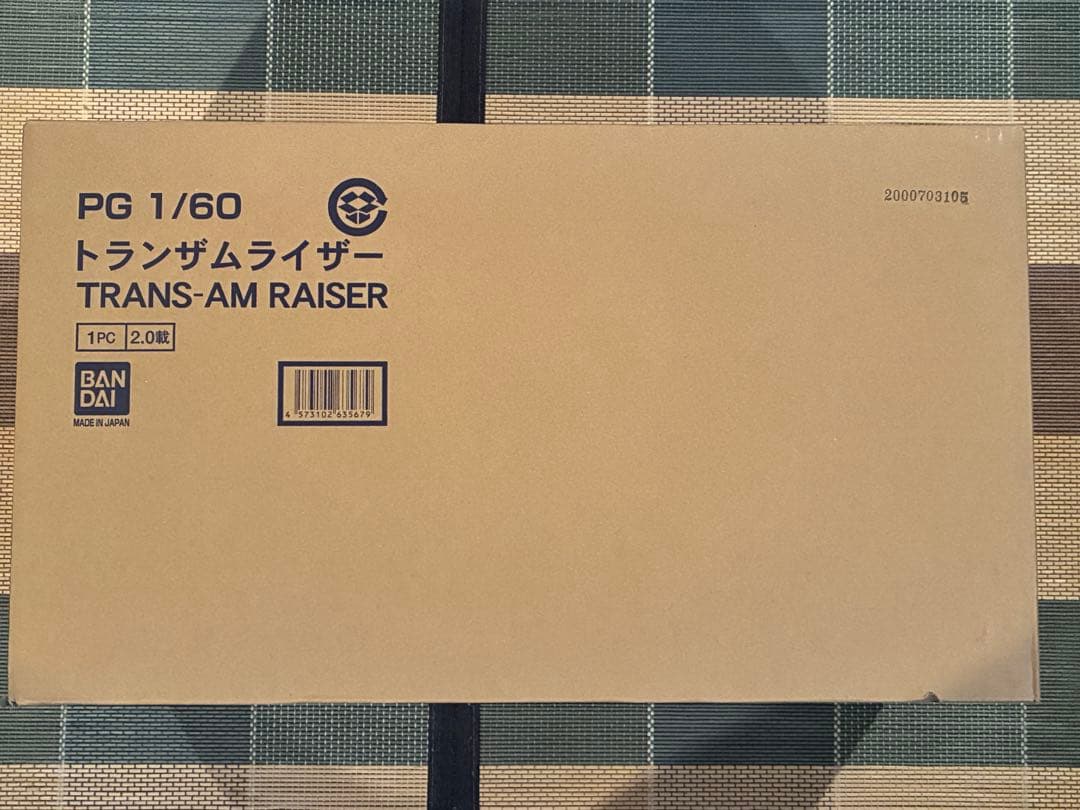 PG 1/60
トランザムライザー
TRANS-AM RAISER
1PC 2.0載
BAN
DAI
MADE IN JAPAN
4 573102 635679
2000703105